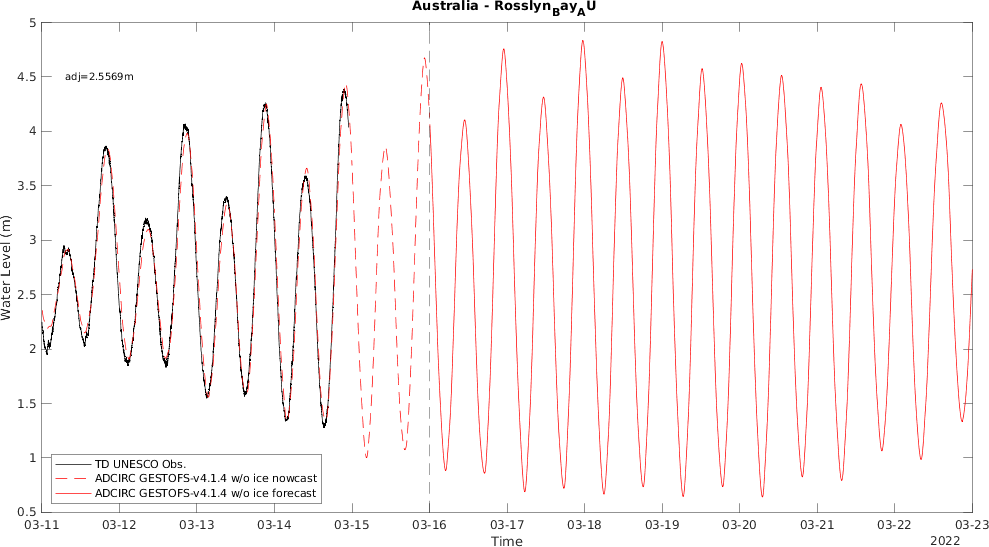 Australia - Rosslyn_Bay_AU
adj=2.5569m
Water Level (m)
5
4.5
4
3.5
3
2.5
2
1.5
1
0.5
TD UNESCO Obs.
ADCIRC GESTOFS-v4.1.4 w/o ice nowcast
ADCIRC GESTOFS-v4.1.4 w/o ice forecast
03-11 03-12 03-13 03-14 03-15 03-16 03-17 03-18 03-19 03-20 03-21 03-22 03-23
Time
2022